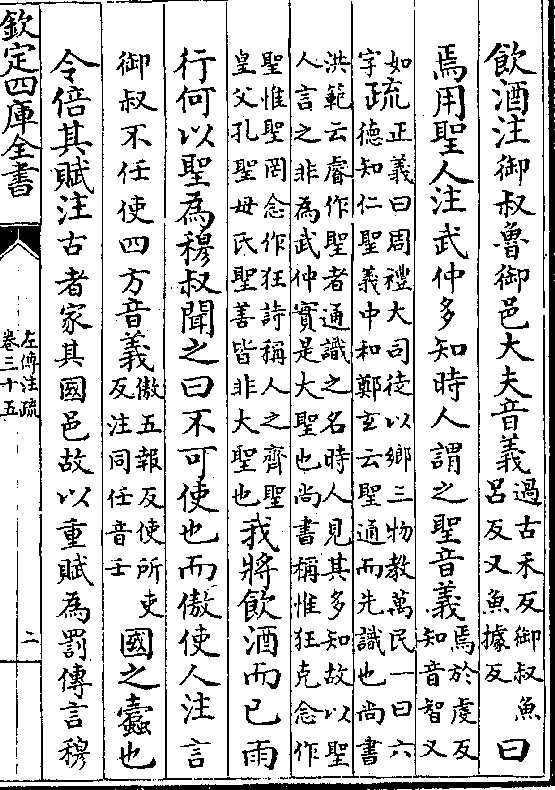 飲酒注御叔魯御邑大夫音義過古禾反御叔魚呂反又魚據反曰
焉用聖人注武仲多知時人謂之聖音義焉於虔反知音智又
如字疏正義曰周禮大司徒以鄉三物教萬民一曰六德知仁聖義中和鄭玄云聖通而先識也尚書
洪範云睿作聖者通識之名時人見其多知故以聖人言之非為武仲實是大聖也尚書稱惟狂克念作
聖惟聖罔念作狂詩稱人之齊聖皇父孔聖母氏聖善皆非大聖也我將飲酒而已雨
行何以聖為穆叔聞之曰不可使也而傲使人注言
御叔不任使四方音義傲五報反使所吏反注同任音壬國之蠹也
令倍其賦注古者家其國邑故以重賦為罰傳言穆
欽定四庫全書
左傳注疏
卷三十五
二